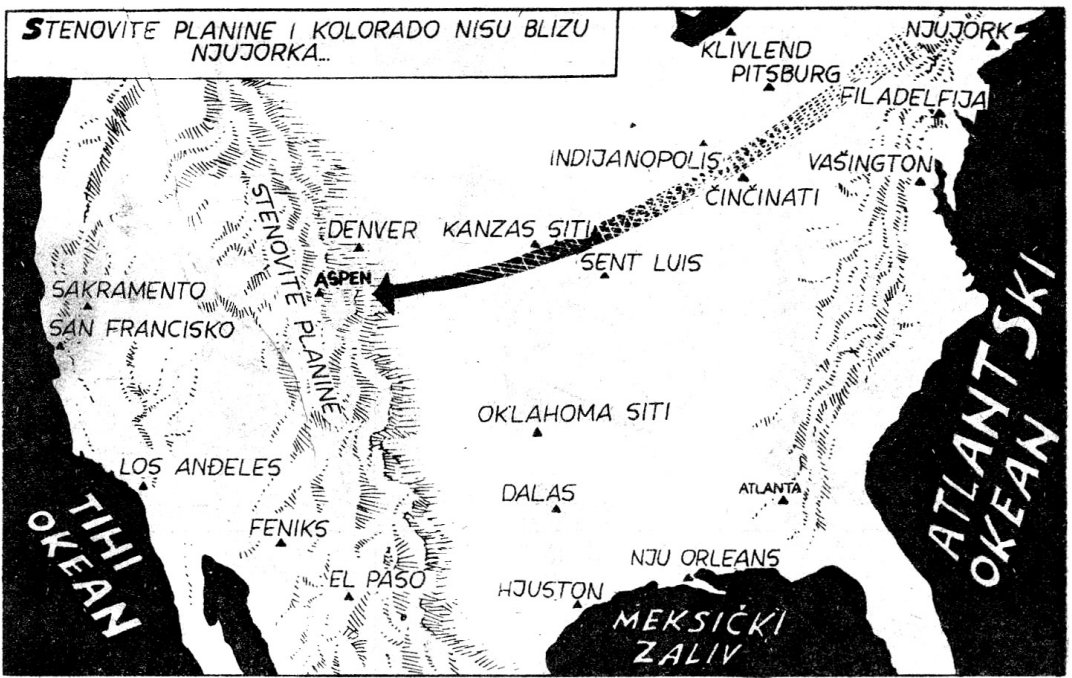 STENOVITE PLANINE I KOLORADO NISU BLIZU
NJUJORKA...
NJUJORK
KLIVLEND
PITSBURG
FILADELFIJA
INDIJANOPOLIS
VAŠINGTON
ČINČINATI
STENOVITE PLANINE
DENVER
KANZAS SITI
SENT LUIS
ASPEN
SAKRAMENTO
SAN FRANCISKO
OKLAHOMA SITI
LOS ANĐELES
DALAS
ATLANTA
FENIKS
NJU ORLEANS
EL PASO
HJUSTON
TIHI
OKEAN
MEKSIČKI
ZALIV
ATLANTSKI
OKEAN